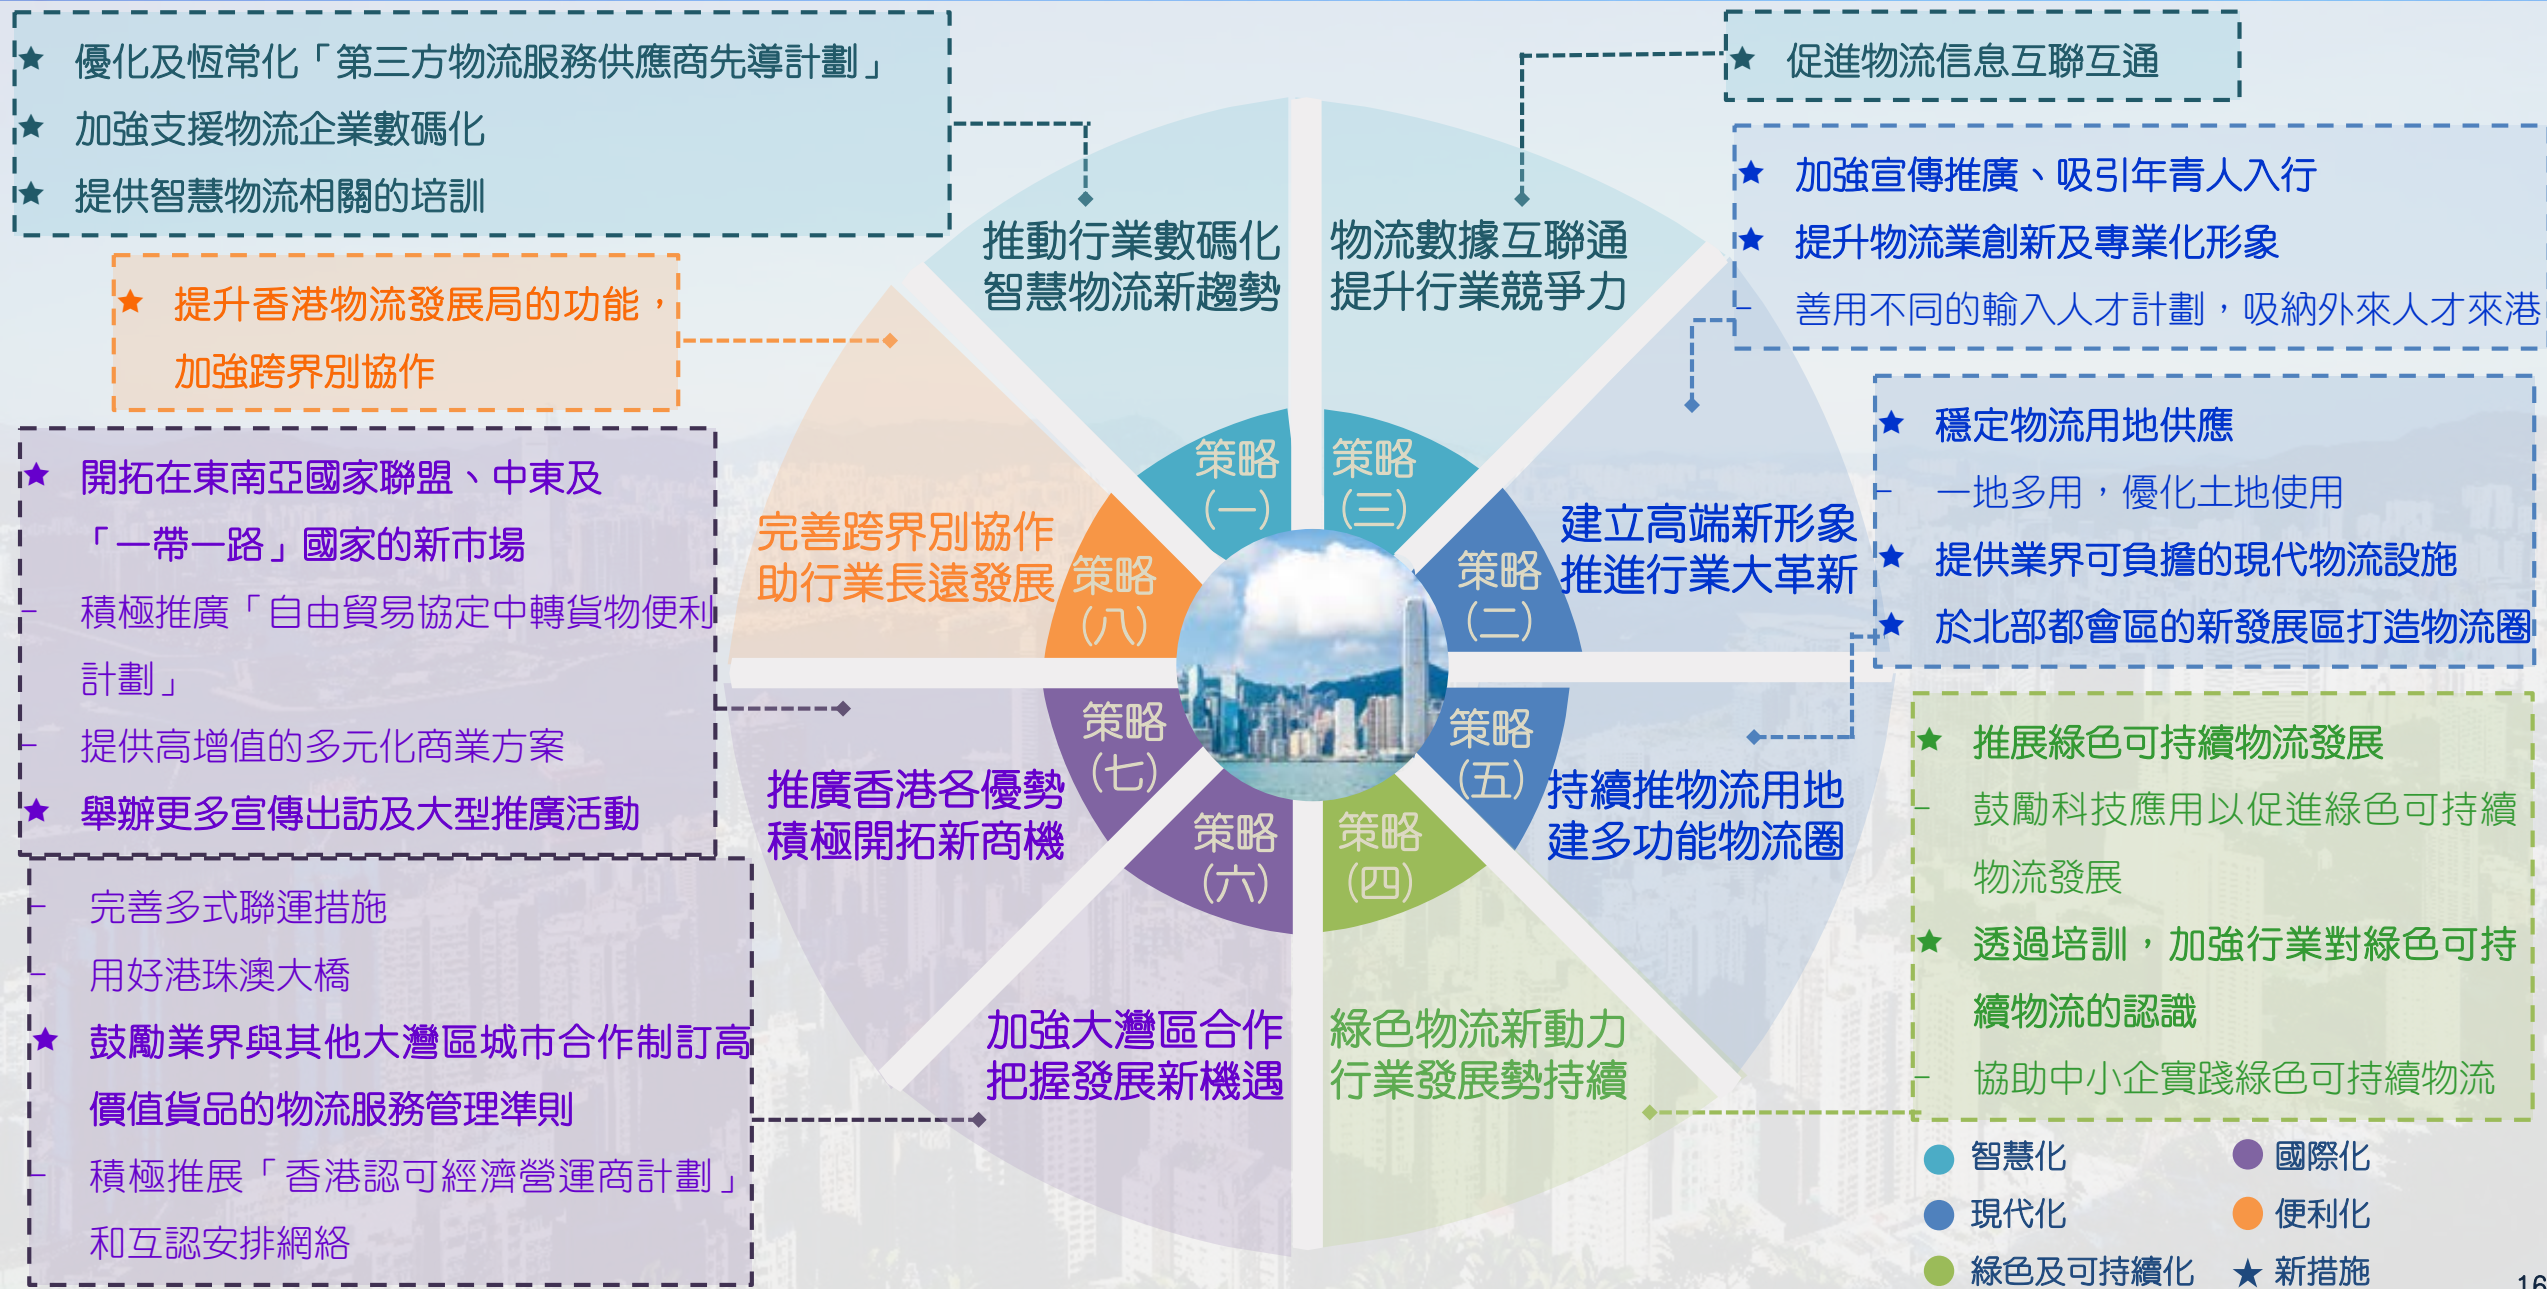 ★ 優化及恆常化「第三方物流服務供應商先導計劃」
★ 加強支援物流企業數碼化
★ 提供智慧物流相關的培訓
★ 促進物流信息互聯互通
★ 加強宣傳推廣、吸引年青人入行
★ 提升物流業創新及專業化形象
– 善用不同的輸入人才計劃，吸納外來人才來港
★ 提升香港物流發展局的功能，
加強跨界別協作
★ 穩定物流用地供應
– 一地多用，優化土地使用
★ 提供業界可負擔的現代物流設施
★ 於北部都會區的新發展區打造物流圈
★ 開拓在東南亞國家聯盟、中東及
「一帶一路」國家的新市場
– 積極推廣「自由貿易協定中轉貨物便利
計劃」
– 提供高增值的多元化商業方案
★ 舉辦更多宣傳出訪及大型推廣活動
★ 推展綠色可持續物流發展
– 鼓勵科技應用以促進綠色可持續
物流發展
★ 透過培訓，加強行業對綠色可持
續物流的認識
– 協助中小企實踐綠色可持續物流
– 完善多式聯運措施
– 用好港珠澳大橋
★ 鼓勵業界與其他大灣區城市合作制訂高
價值貨品的物流服務管理準則
– 積極推展「香港認可經濟營運商計劃」
和互認安排網絡
推動行業數碼化
智慧物流新趨勢
策略
(一)
物流數據互聯通
提升行業競爭力
策略
(三)
建立高端新形象
推進行業大革新
策略
(二)
持續推物流用地
建多功能物流圈
策略
(五)
綠色物流新動力
行業發展勢持續
策略
(四)
加強大灣區合作
把握發展新機遇
策略
(六)
推廣香港各優勢
積極開拓新商機
策略
(七)
完善跨界別協作
助行業長遠發展
策略
(八)
智慧化
國際化
現代化
便利化
綠色及可持續化
★ 新措施
16